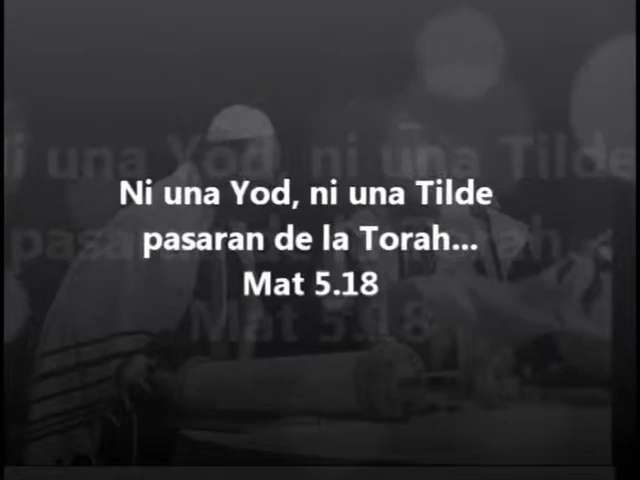 Ni una Yod, ni una Tilde
pasaran de la Torah...
Mat 5.18